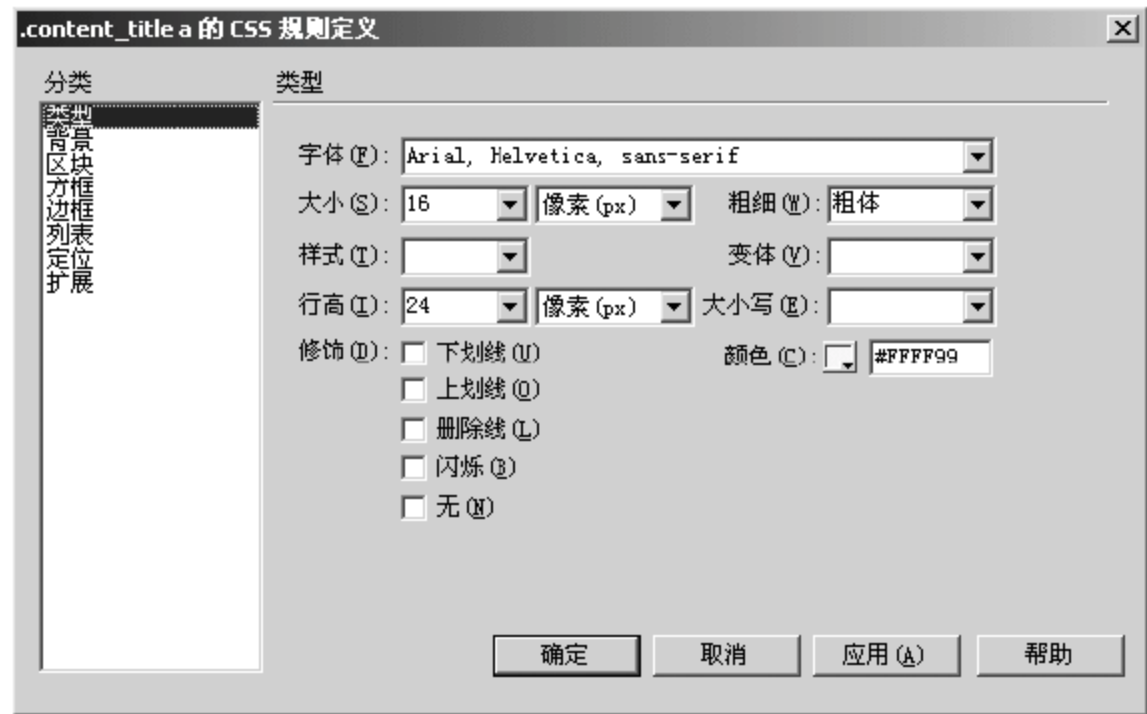 .content_title a 的 CSS 规则定义
分类
类型
背景
区块
方框
边框
列表
定位
扩展
类型
字体(F): Arial, Helvetica, sans-serif
大小(S): 16 像素(px) 粗细(W): 粗体
样式(T): 变体(V):
行高(I): 24 像素(px) 大小写(E):
修饰(D): 下划线(U) 颜色(C): #FFFF99
上划线(O)
删除线(L)
闪烁(B)
无(N)
确定 取消 应用(A) 帮助